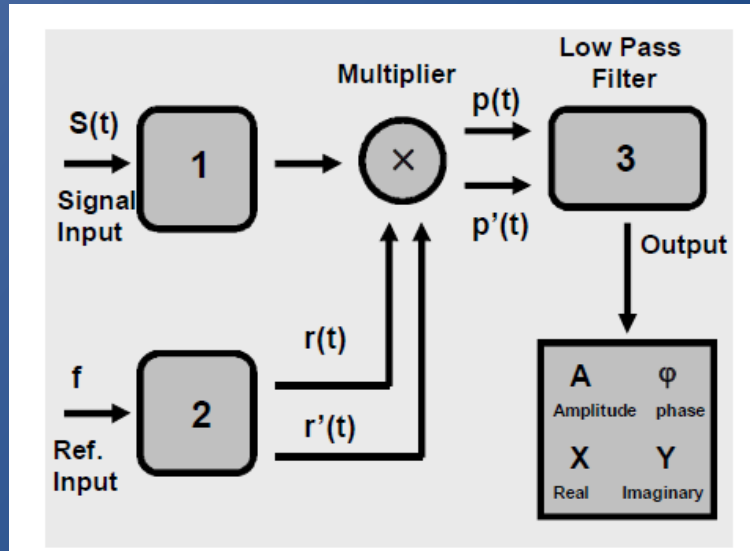 Low Pass
Filter
Multiplier
S(t)
1
×
p(t)
3
Signal
Input
p’(t)
Output
r(t)
f
2
r’(t)
Ref.
Input
A φ
Amplitude phase
X Y
Real Imaginary